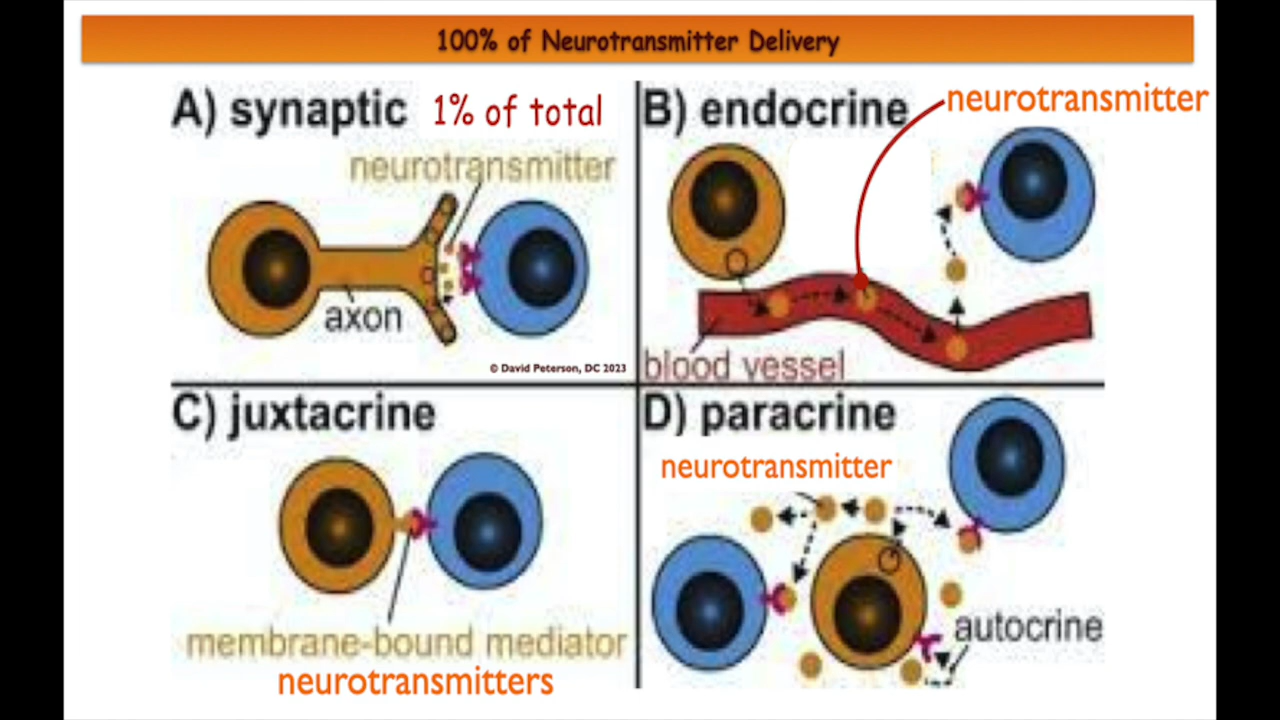 100% of Neurotransmitter Delivery
A) synaptic 1% of total
neurotransmitter
axon
© David Peterson, DC 2023
B) endocrine
neurotransmitter
blood vessel
C) juxtacrine
membrane-bound mediator
neurotransmitters
D) paracrine
neurotransmitter
autocrine